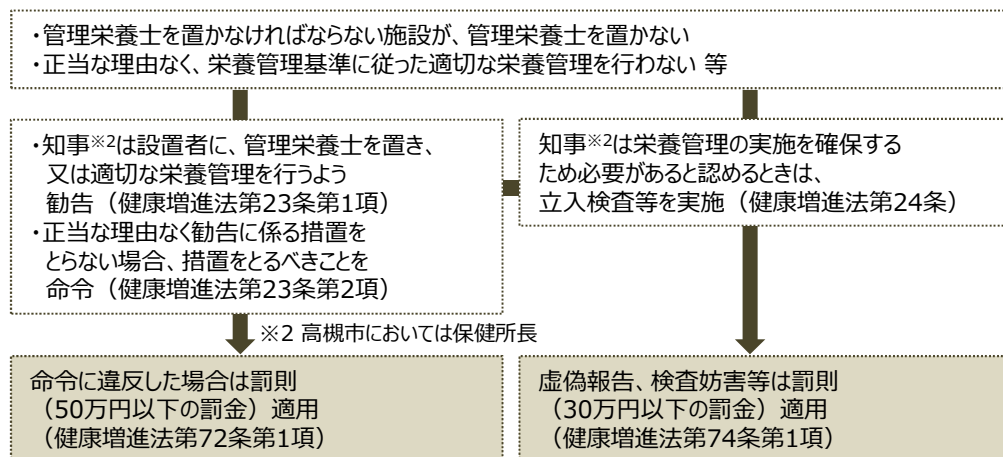 ・管理栄養士を置かなければならない施設が、管理栄養士を置かない
・正当な理由なく、栄養管理基準に従った適切な栄養管理を行わない 等
・知事※2は設置者に、管理栄養士を置き、
又は適切な栄養管理を行うよう
勧告（健康増進法第23条第1項）
・正当な理由なく勧告に係る措置を
とらない場合、措置をとるべきことを
命令（健康増進法第23条第2項）
知事※2は栄養管理の実施を確保する
ため必要があると認めるときは、
立入検査等を実施（健康増進法第24条）
※2 高槻市においては保健所長
命令に違反した場合は罰則
（50万円以下の罰金）適用
（健康増進法第72条第1項）
虚偽報告、検査妨害等は罰則
（30万円以下の罰金）適用
（健康増進法第74条第1項）